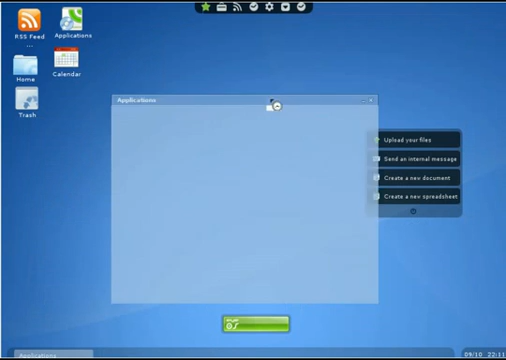 RSS Feed
...
Applications
Home
Calendar
Trash
Applications
Upload your files
Send an internal message
Create a new document
Create a new spreadsheet
OS
Applications
09/10 22:11